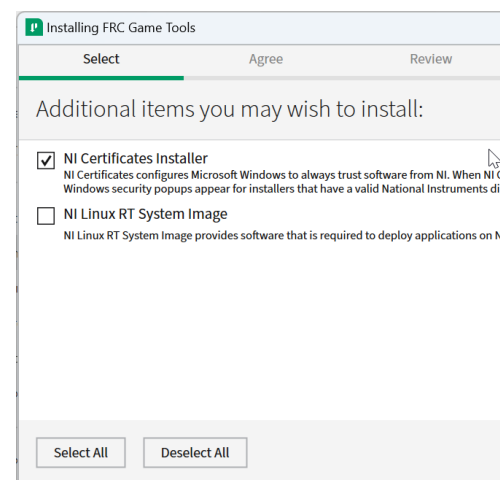 Installing FRC Game Tools
Select
Agree
Review
Additional items you may wish to install:
NI Certificates Installer
NI Certificates configures Microsoft Windows to always trust software from NI. When NI
Windows security popups appear for installers that have a valid National Instruments
NI Linux RT System Image
NI Linux RT System Image provides software that is required to deploy applications on
Select All
Deselect All